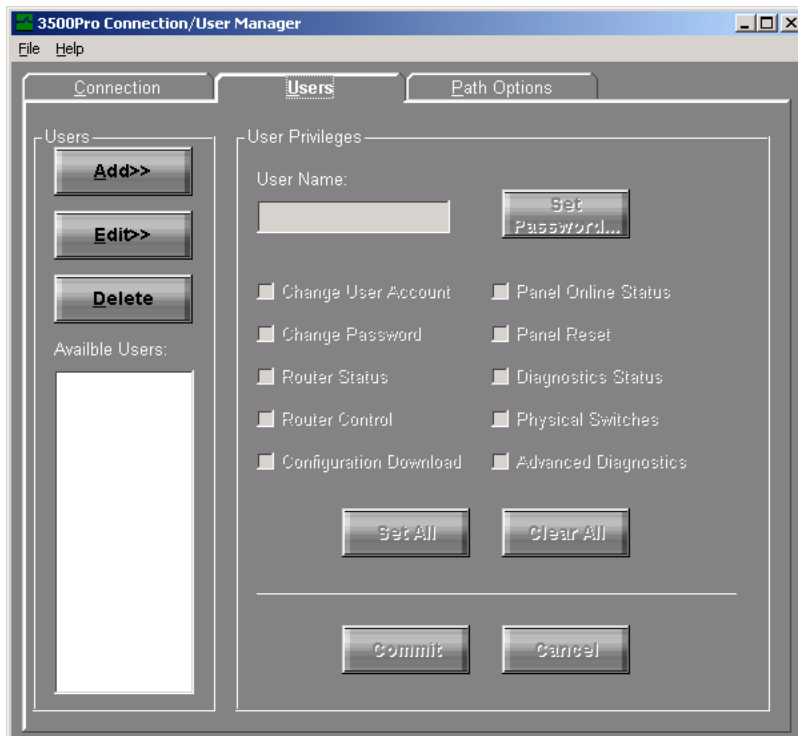 3500Pro Connection/User Manager
File Help
Connection Users Path Options
Users
Add>>
Edit>>
Delete
Availble Users:
User Privileges
User Name:
Set
Password...
Change User Account
Panel Online Status
Change Password
Panel Reset
Router Status
Diagnostics Status
Router Control
Physical Switches
Configuration Download
Advanced Diagnostics
Set All
Clear All
Commit
Cancel